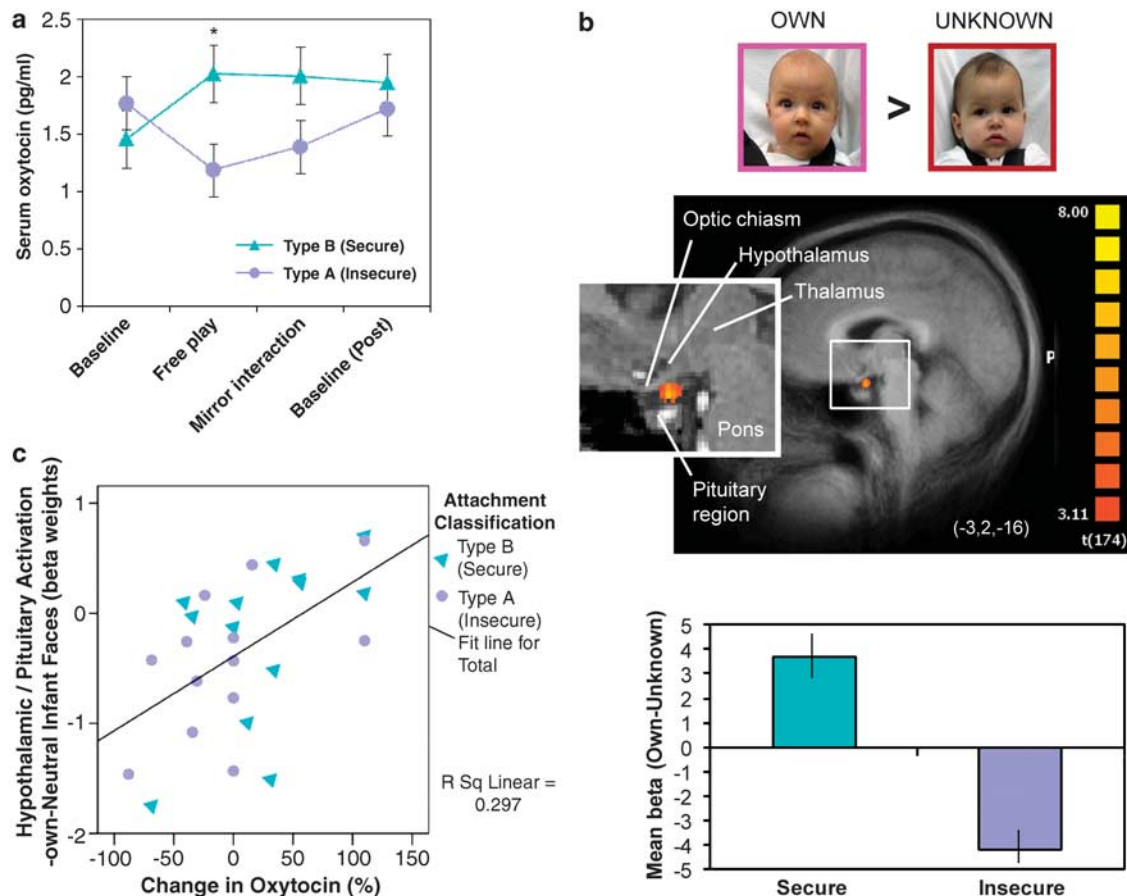 a
Serum oxytocin (pg/ml)
2.5
2
1.5
1
0.5
0
*
Type B (Secure)
Type A (Insecure)
Baseline
Free play
Mirror interaction
Baseline (Post)
b
OWN
UNKNOWN
>
Optic chiasm
Hypothalamus
Thalamus
Pons
Pituitary
region
8.00
P
3.11
t(174)
(-3,2,-16)
Mean beta (Own-Unknown)
5
4
3
2
1
0
-1
-2
-3
-4
-5
Secure
Insecure
c
Hypothalamic / Pituitary Activation
-own-Neutral Infant Faces (beta weights)
1
0
-1
-2
-100
-50
0
50
100
150
Change in Oxytocin (%)
Attachment
Classification
Type B
(Secure)
Type A
(Insecure)
Fit line for
Total
R Sq Linear =
0.297